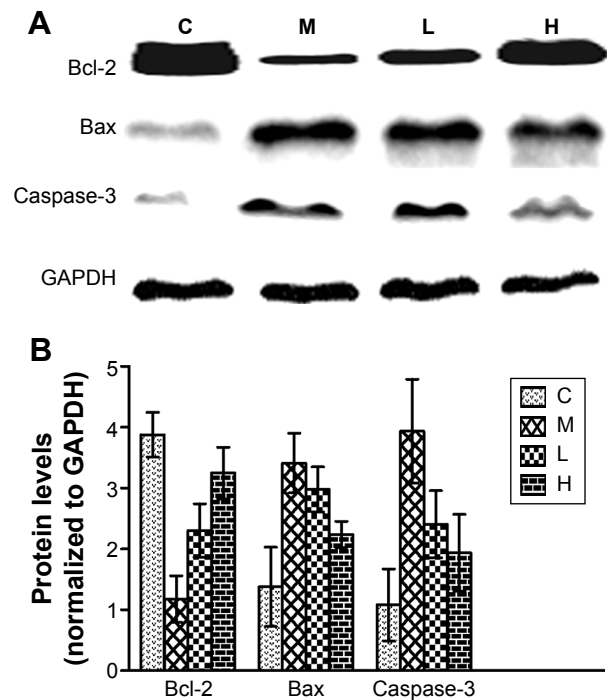 A
C M L H
Bcl-2
Bax
Caspase-3
GAPDH
B
Protein levels
(normalized to GAPDH)
5
4
3
2
1
0
C
M
L
H
Bcl-2 Bax Caspase-3